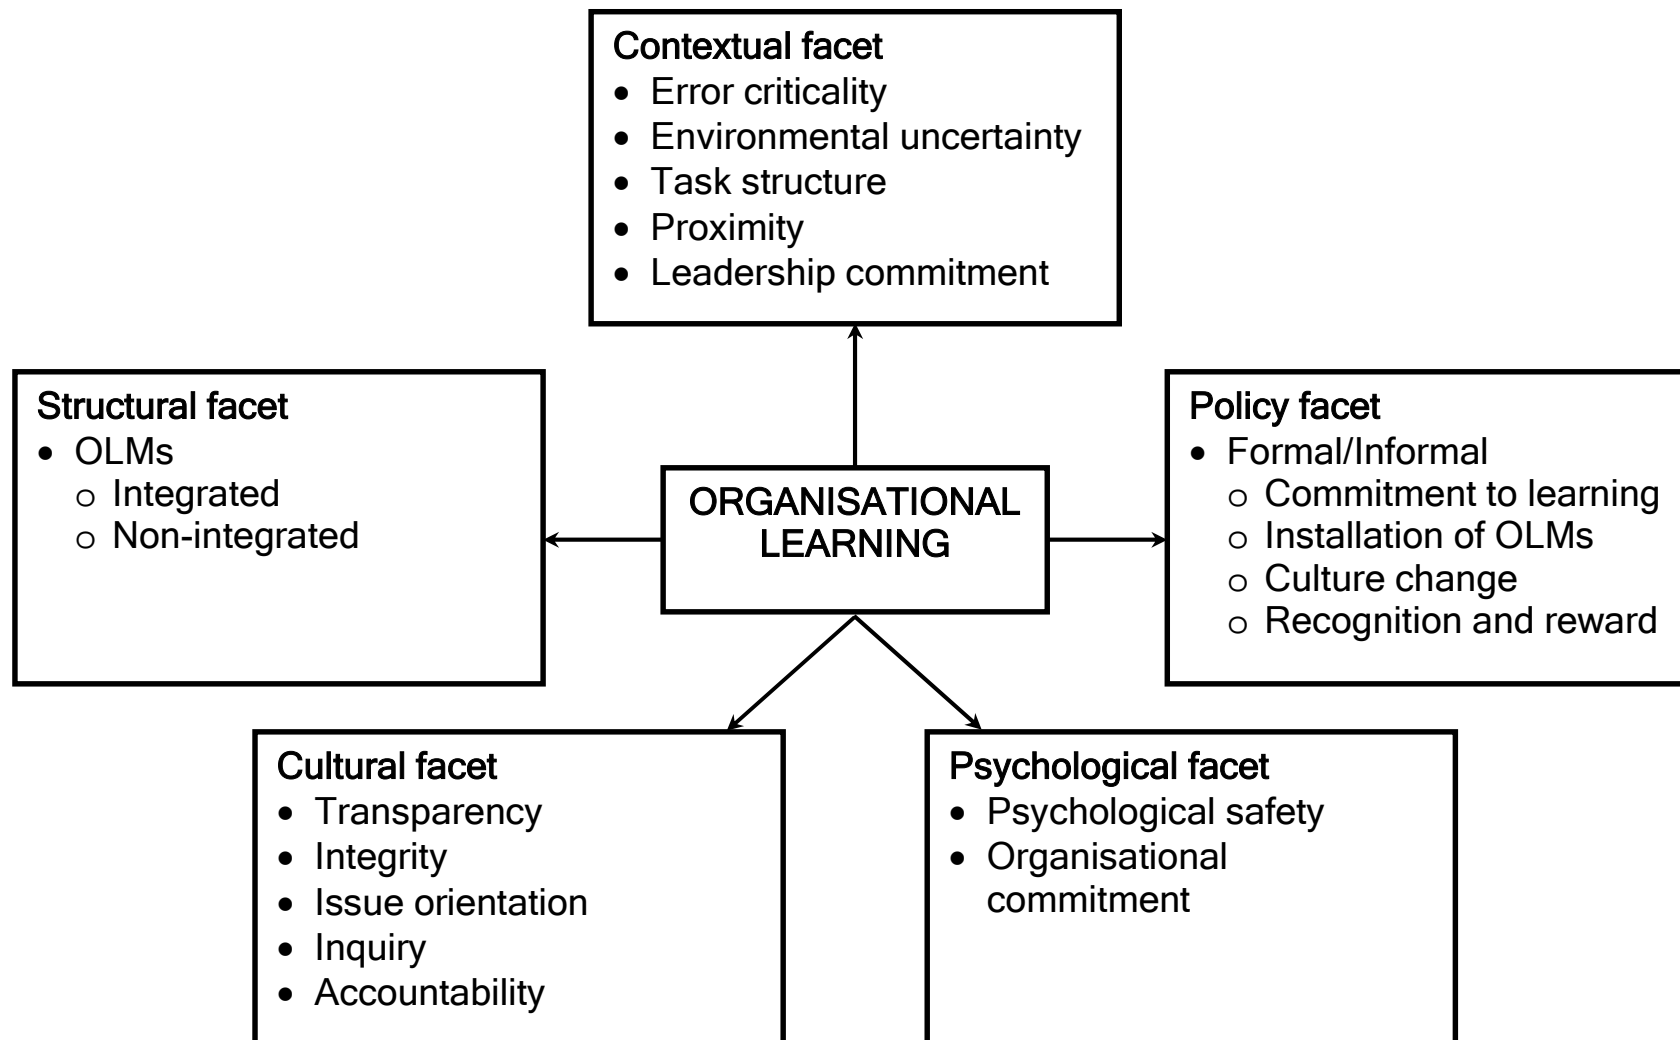 Contextual facet
• Error criticality
• Environmental uncertainty
• Task structure
• Proximity
• Leadership commitment
Structural facet
• OLMs
o Integrated
o Non-integrated
ORGANISATIONAL
LEARNING
Policy facet
• Formal/Informal
o Commitment to learning
o Installation of OLMs
o Culture change
o Recognition and reward
Cultural facet
• Transparency
• Integrity
• Issue orientation
• Inquiry
• Accountability
Psychological facet
• Psychological safety
• Organisational
commitment